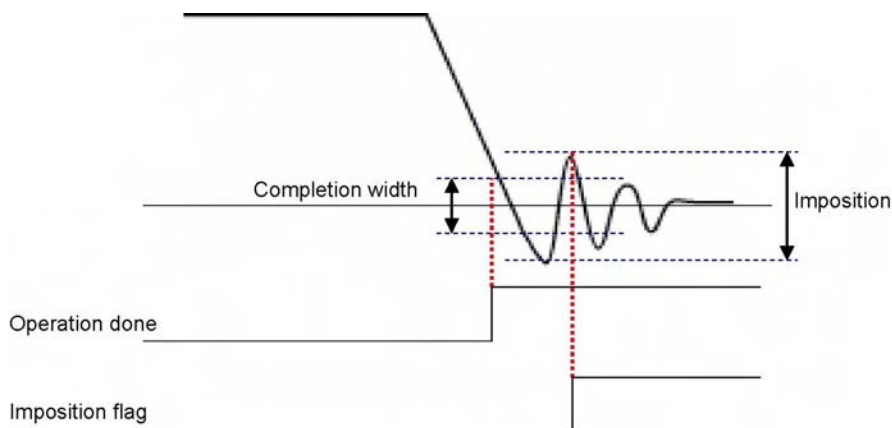 Completion width
Imposition
Operation done
Imposition flag